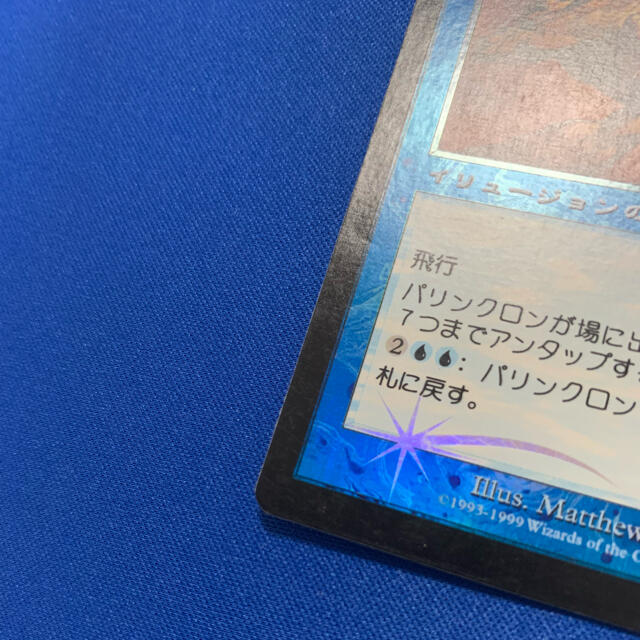 イリュージョンの
飛行
パリンクロンが場に出
7つまでアンタップす
2: パリンクロン
札に戻す。
Illus. Matthew
©1993-1999 Wizards of the C